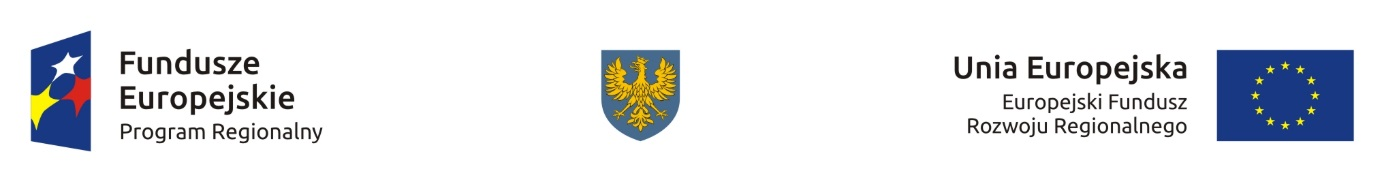 Fundusze
Europejskie
Program Regionalny
Unia Europejska
Europejski Fundusz
Rozwoju Regionalnego